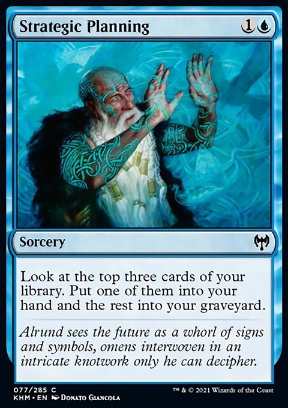 Strategic Planning 1
Sorcery
Look at the top three cards of your
library. Put one of them into your
hand and the rest into your graveyard.
Alrund sees the future as a whorl of signs
and symbols, omens interwoven in an
intricate knotwork only he can decipher.
077/285 C
KHM • EN DONATO GIANCOLA
™ & © 2021 Wizards of the Coast